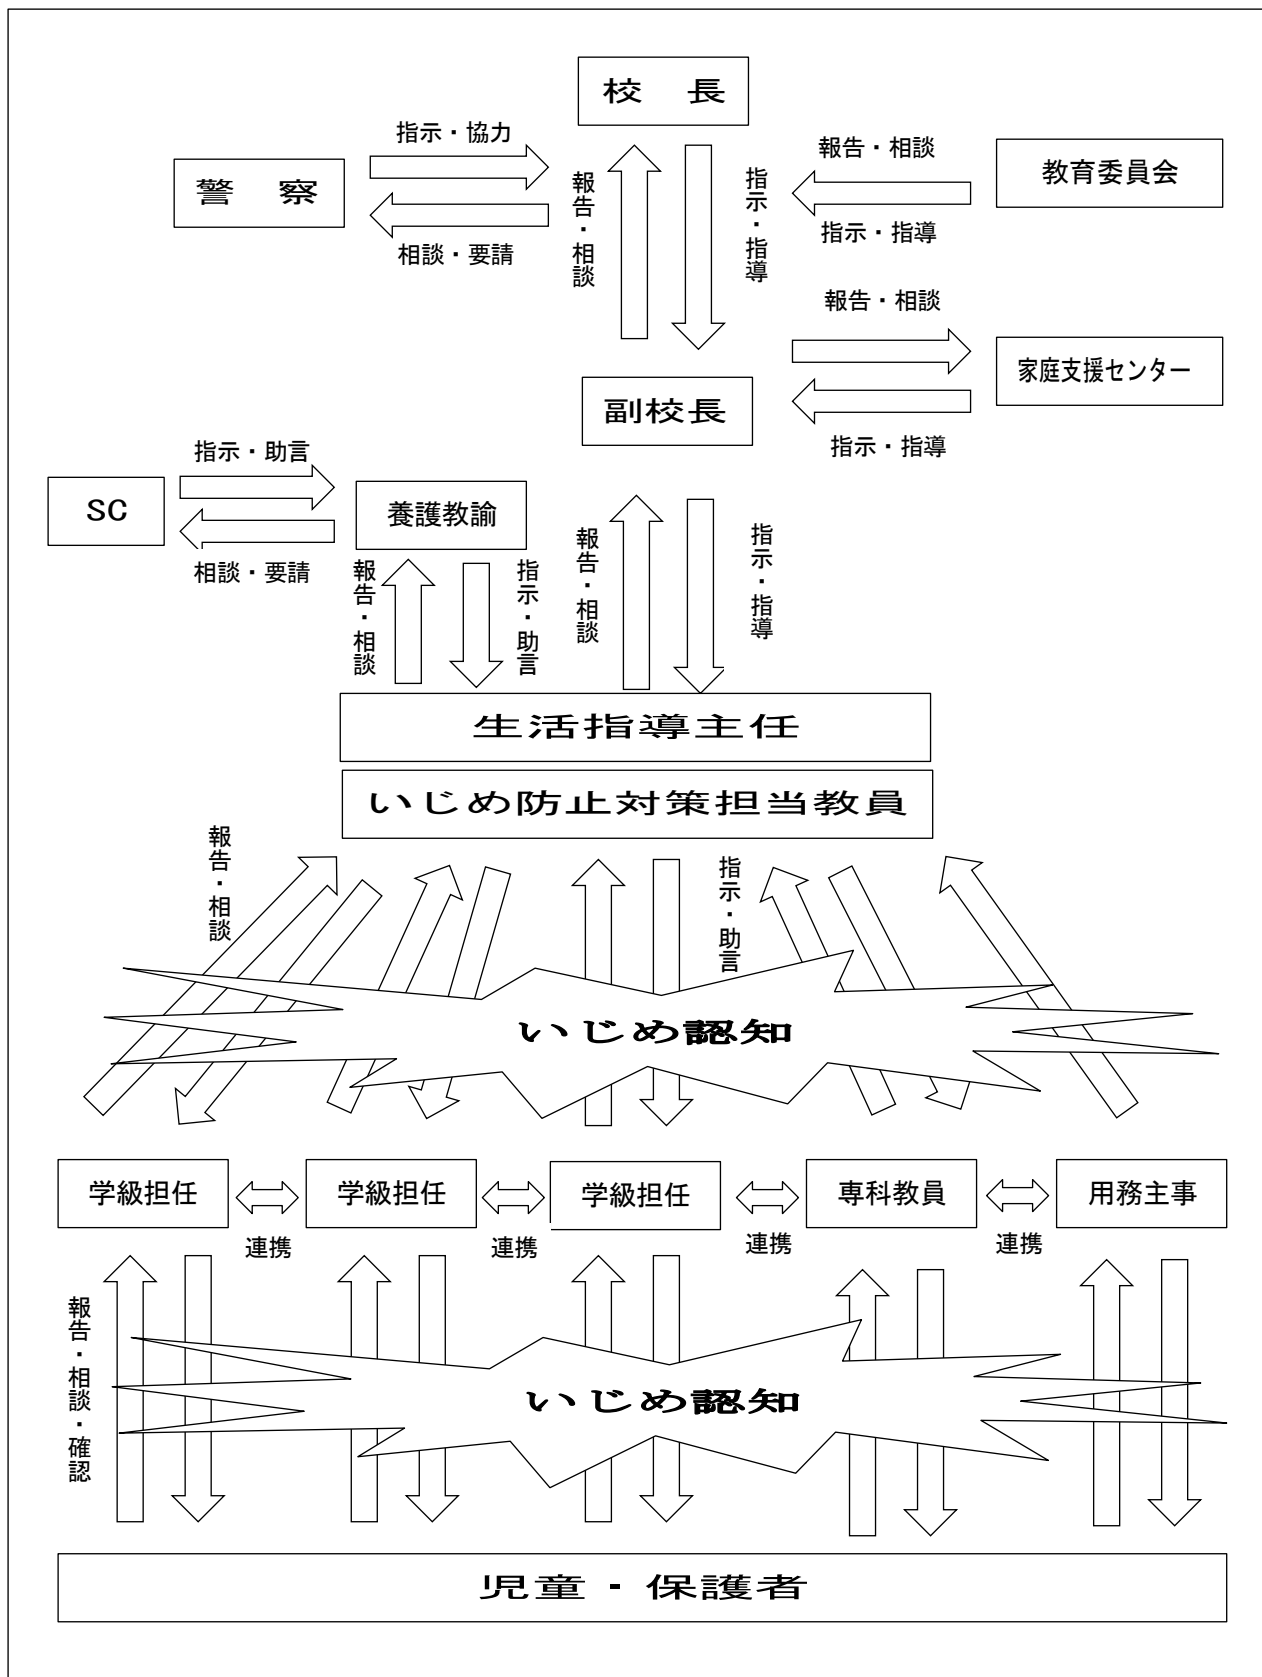 校　長
指示・協力
報告・相談
警　察
教育委員会
報告・相談
指示・指導
相談・要請
指示・指導
報告・相談
家庭支援センター
副校長
指示・指導
指示・助言
SC
養護教諭
相談・要請
報告・相談
指示・助言
報告・相談
指示・指導
生活指導主任
いじめ防止対策担当教員
報告・相談
指示・助言
いじめ認知
学級担任
学級担任
学級担任
専科教員
用務主事
連携
連携
連携
連携
報告・相談・確認
いじめ認知
児童・保護者